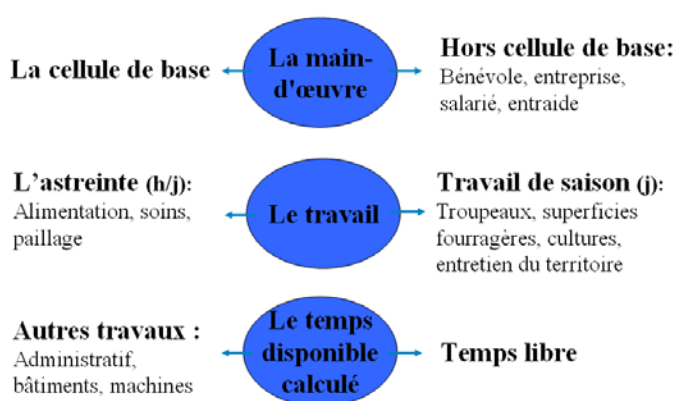 La cellule de base
La main-
d'œuvre
Hors cellule de base:
Bénévole, entreprise,
salarié, entraide
L'astreinte (h/j):
Alimentation, soins,
paillage
Le travail
Travail de saison (j):
Troupeaux, superficies
fourragères, cultures,
entretien du territoire
Autres travaux :
Administratif,
bâtiments, machines
Le temps
disponible
calculé
Temps libre